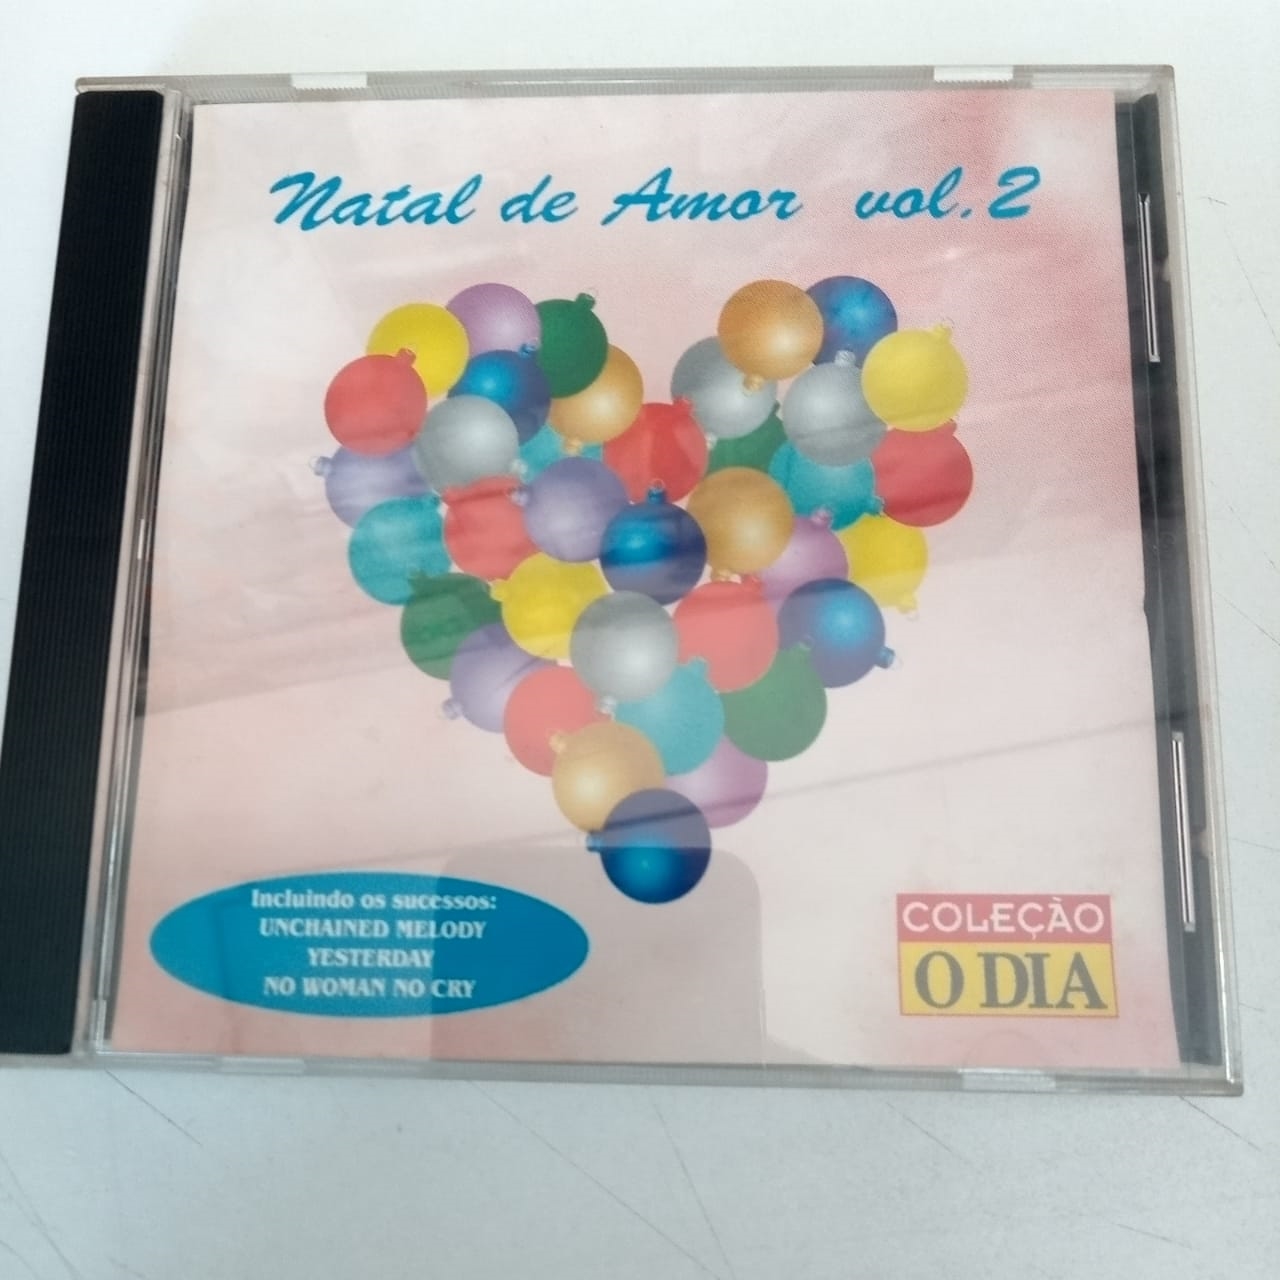 Natal de Amor vol.2
Incluindo os sucessos:
UNCHAINED MELODY
YESTERDAY
NO WOMAN NO CRY
COLEÇÃO
O DIA